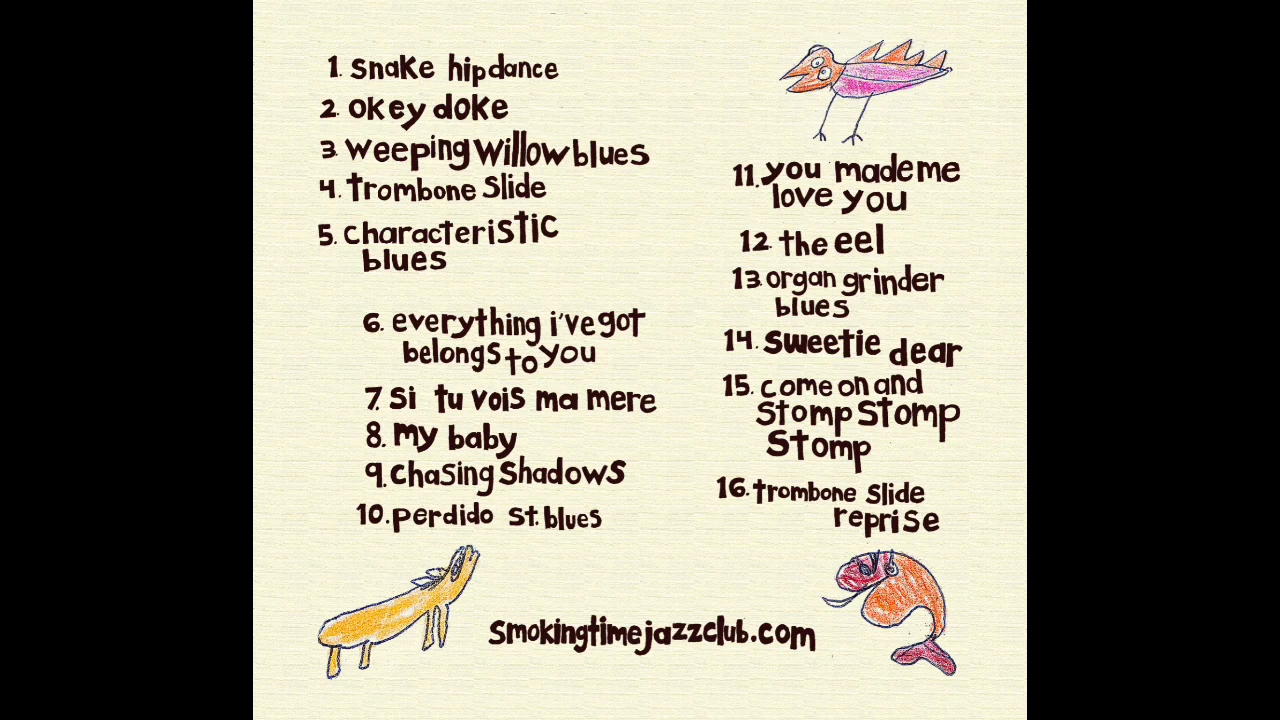 1. snake hipdance
2. okey doke
3. weeping willow blues
4. trombone slide
5. characteristic
blues
6. everything i've got
belongs to you
7. si tu vois ma mere
8. my baby
9. chasing shadows
10. perdido st. blues
11. you made me
love you
12. the eel
13. organ grinder
blues
14. sweetie dear
15. come on and
stomp stomp
stomp
16. trombone slide
reprise
smokingtimejazzclub.com